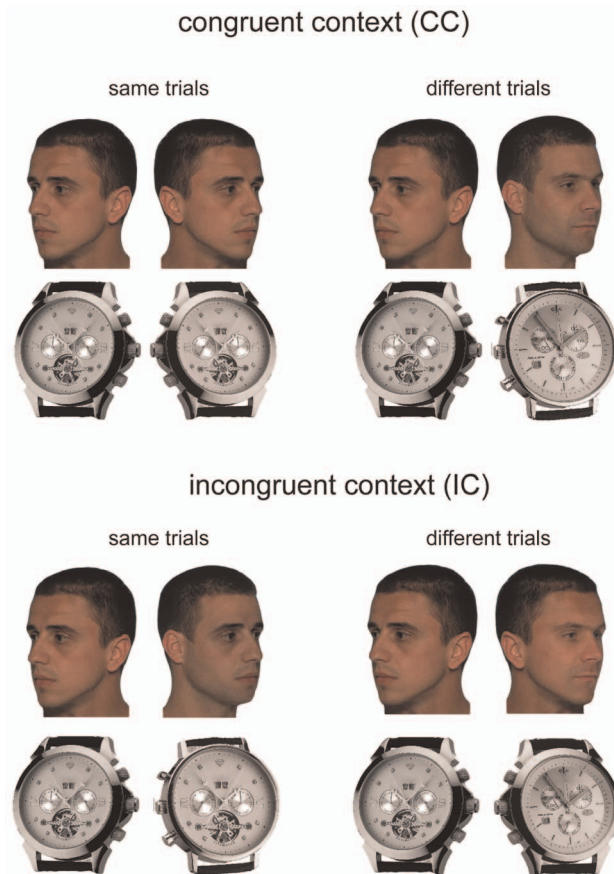 congruent context (CC)
same trials
different trials
incongruent context (IC)
same trials
different trials